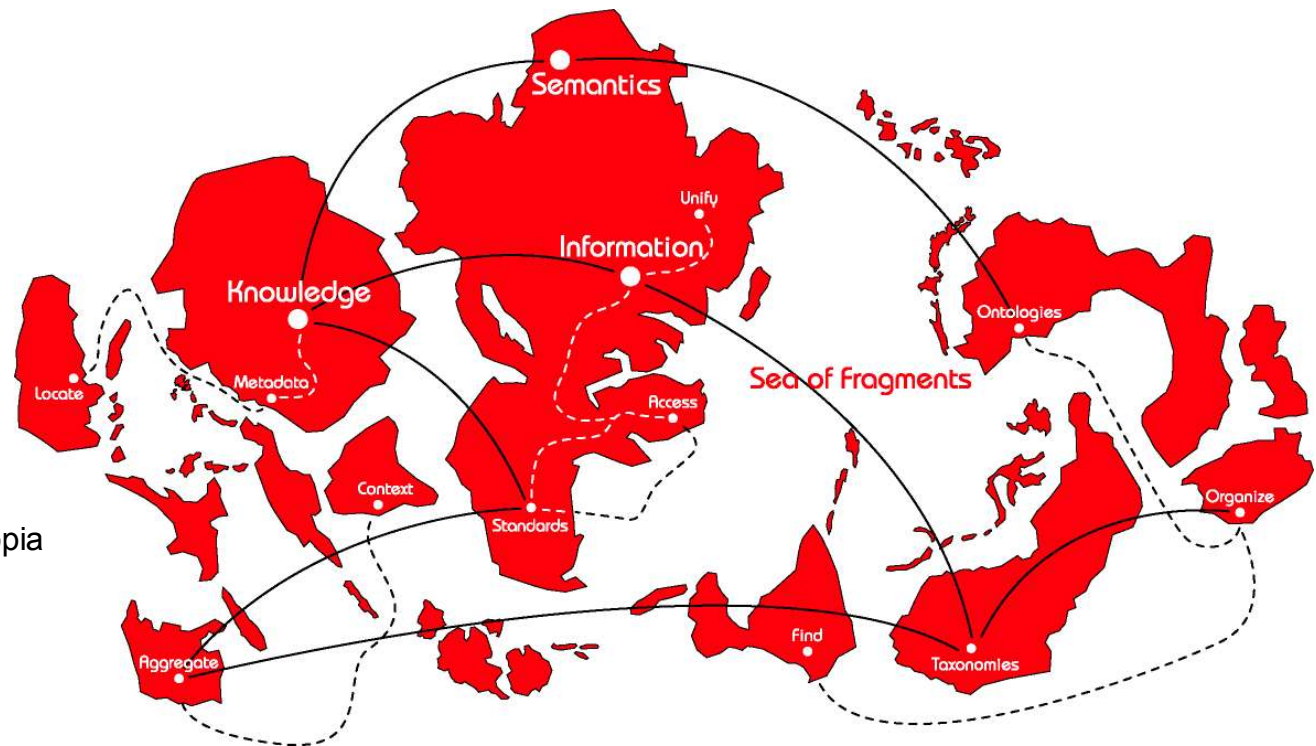 Semantics
Unify
Information
Knowledge
Ontologies
Sea of Fragments
Locate
Metadata
Access
Context
Organize
Standards
pia
Find
Aggregate
Taxonomies